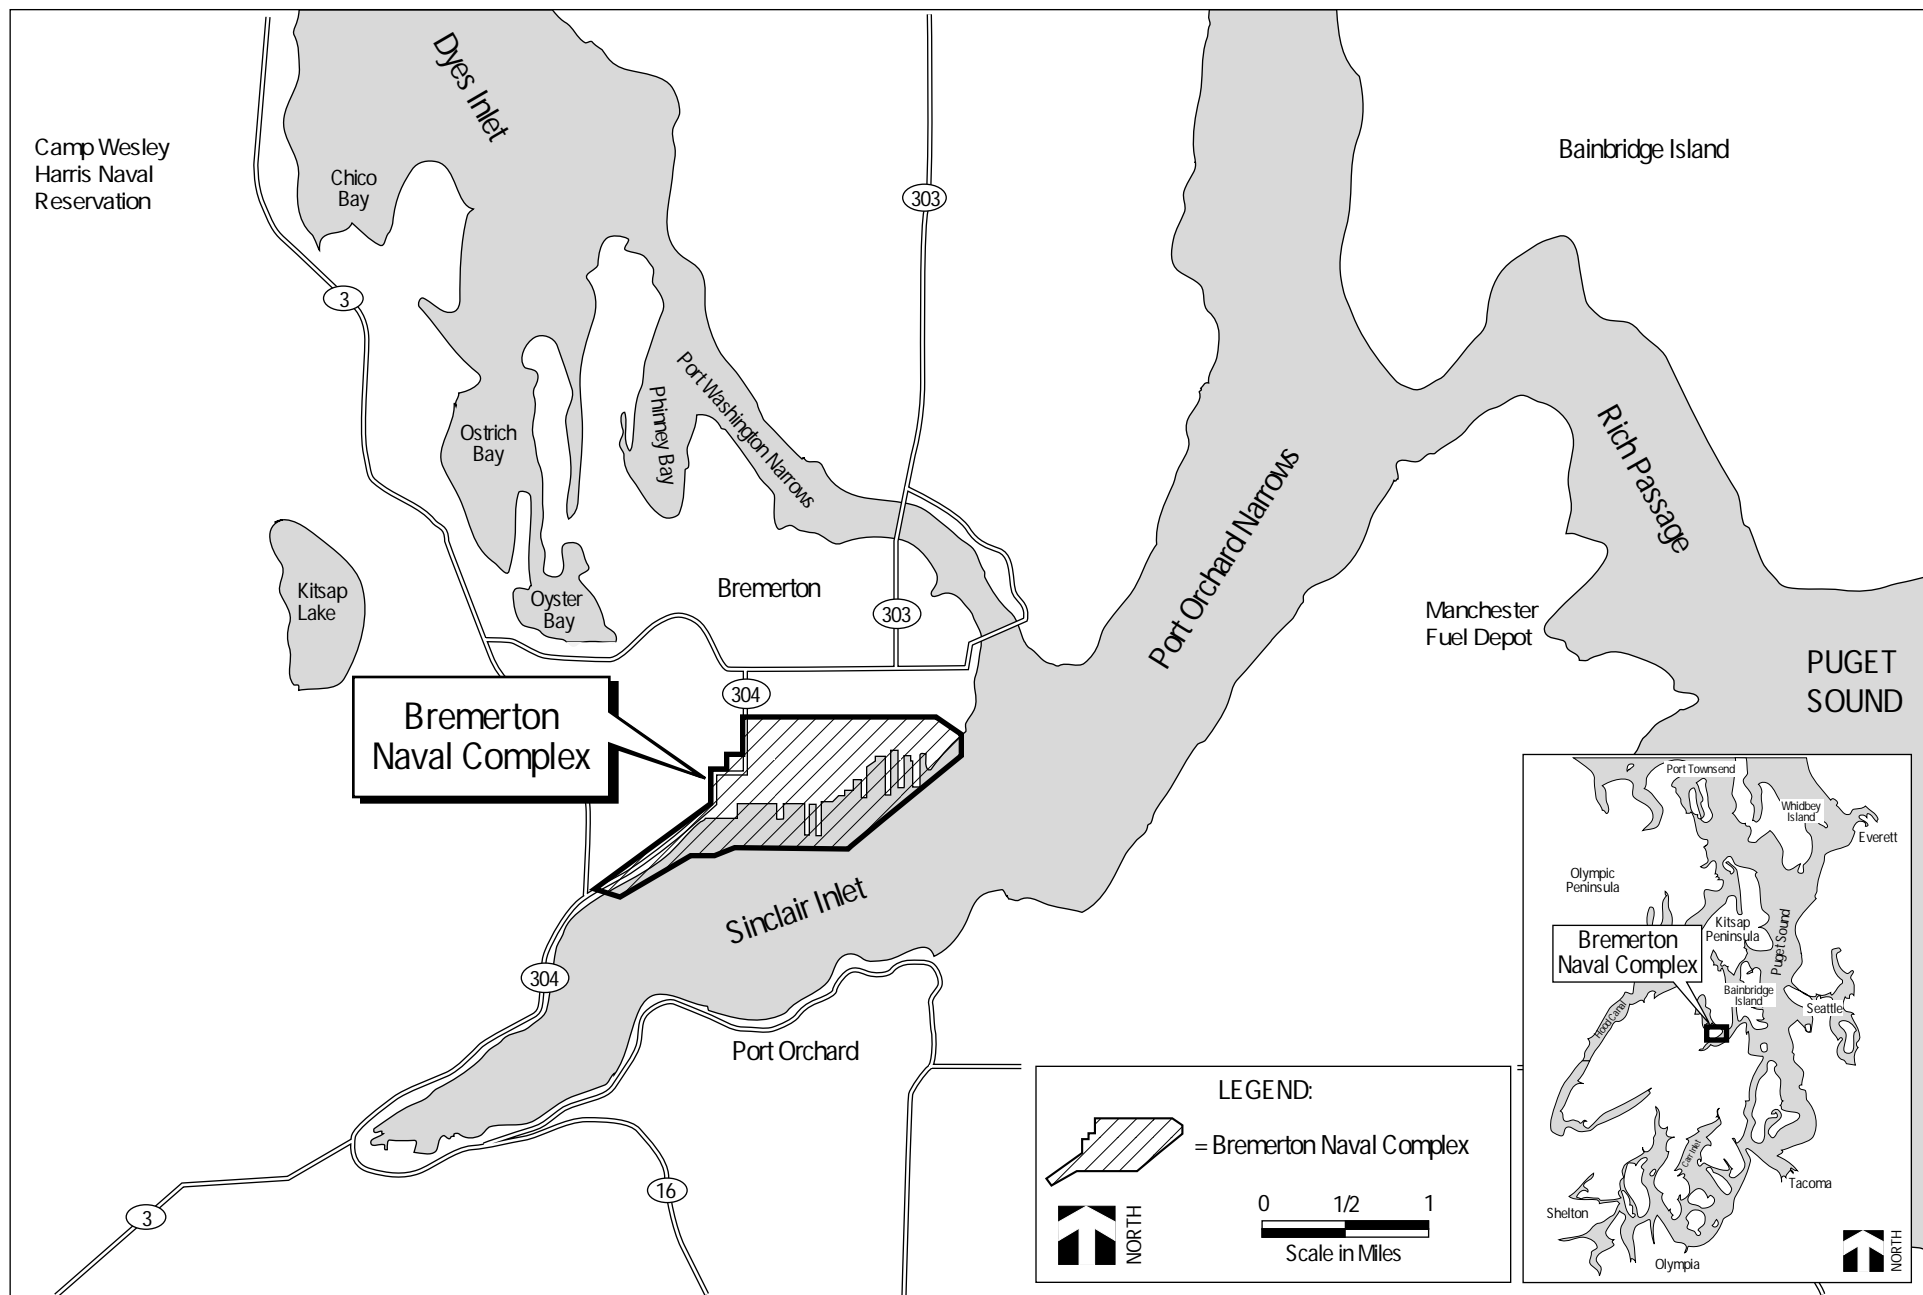 Dyes Inlet
Camp Wesley
Harris Naval
Reservation
Chico
Bay
303
Bainbridge Island
3
Port Washington Narrows
Phinney Bay
Ostrich
Bay
Rich Passage
Port Orchard Narrows
Kitsap
Lake
Oyster
Bay
Bremerton
303
Manchester
Fuel Depot
PUGET
SOUND
304
Bremerton
Naval Complex
Sinclair Inlet
304
Port Orchard
3
16
LEGEND:
= Bremerton Naval Complex
NORTH
0 1/2 1
Scale in Miles
Port Townsend
Whidbey
Island
Everett
Olympic
Peninsula
Kitsap
Peninsula
Puget Sound
Bremerton
Naval Complex
Bainbridge
Island
Seattle
Hood Canal
Carr Inlet
Tacoma
Shelton
Olympia
NORTH